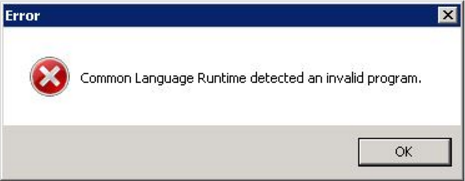 Error
Common Language Runtime detected an invalid program.
OK